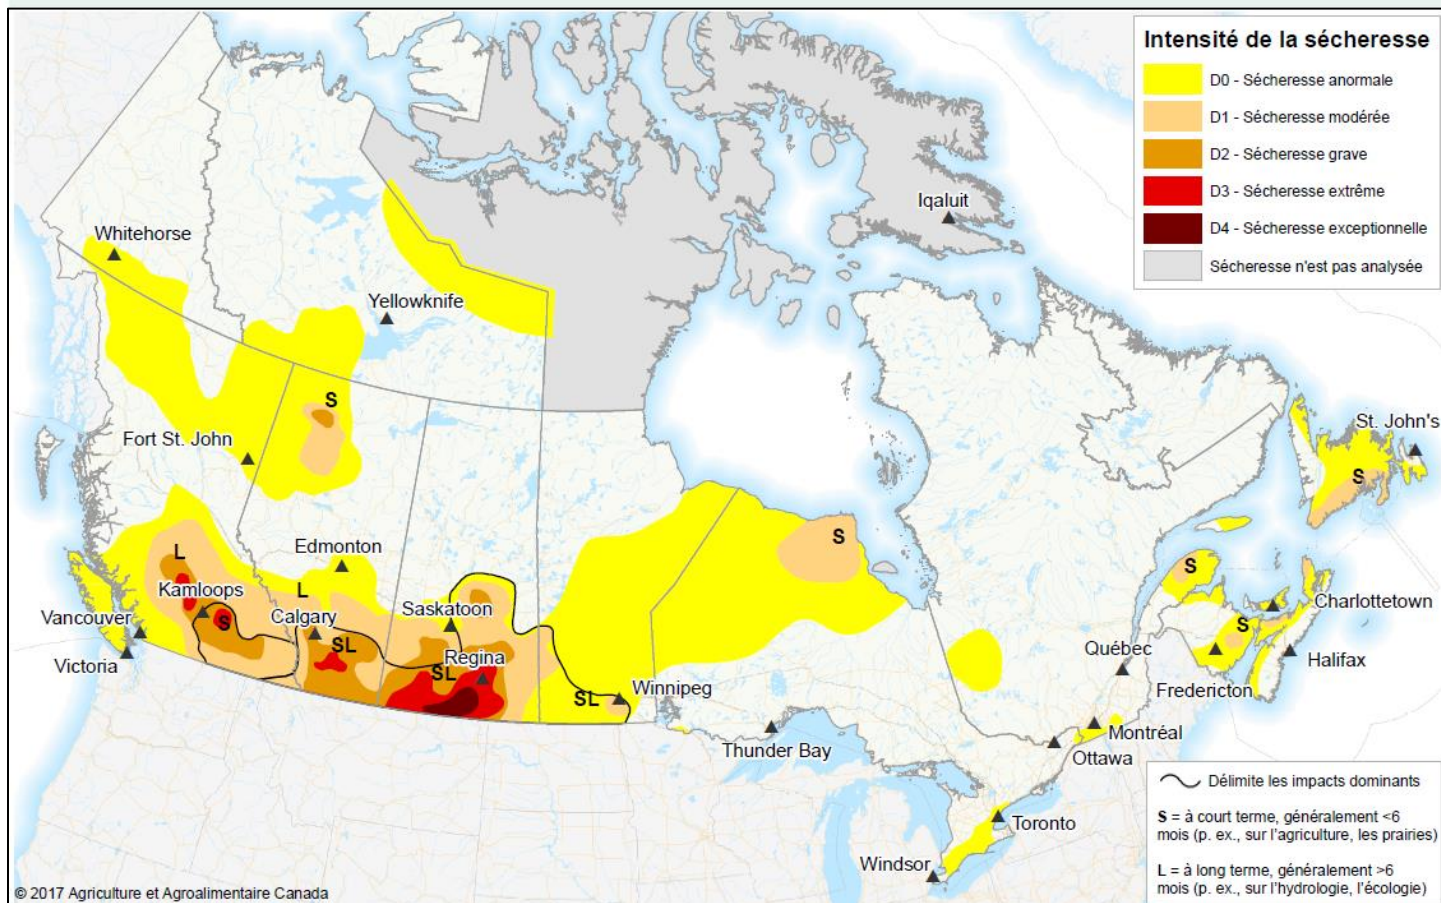 Intensité de la sécheresse
D0 - Sécheresse anormale
D1 - Sécheresse modérée
D2 - Sécheresse grave
D3 - Sécheresse extrême
D4 - Sécheresse exceptionnelle
Sécheresse n'est pas analysée
Iqaluit
Whitehorse
Yellowknife
S
Fort St. John
St. John's
S
S
L
Edmonton
S
Kamloops
L
Calgary
Saskatoon
Charlottetown
Vancouver
S
S
SL
Regina
Québec
Victoria
SL
Halifax
SL
Winnipeg
Fredericton
Thunder Bay
Montréal
Ottawa
Toronto
Windsor
Délimite les impacts dominants
S = à court terme, généralement <6
mois (p. ex., sur l'agriculture, les prairies)
L = à long terme, généralement >6
mois (p. ex., sur l'hydrologie, l'écologie)
© 2017 Agriculture et Agroalimentaire Canada